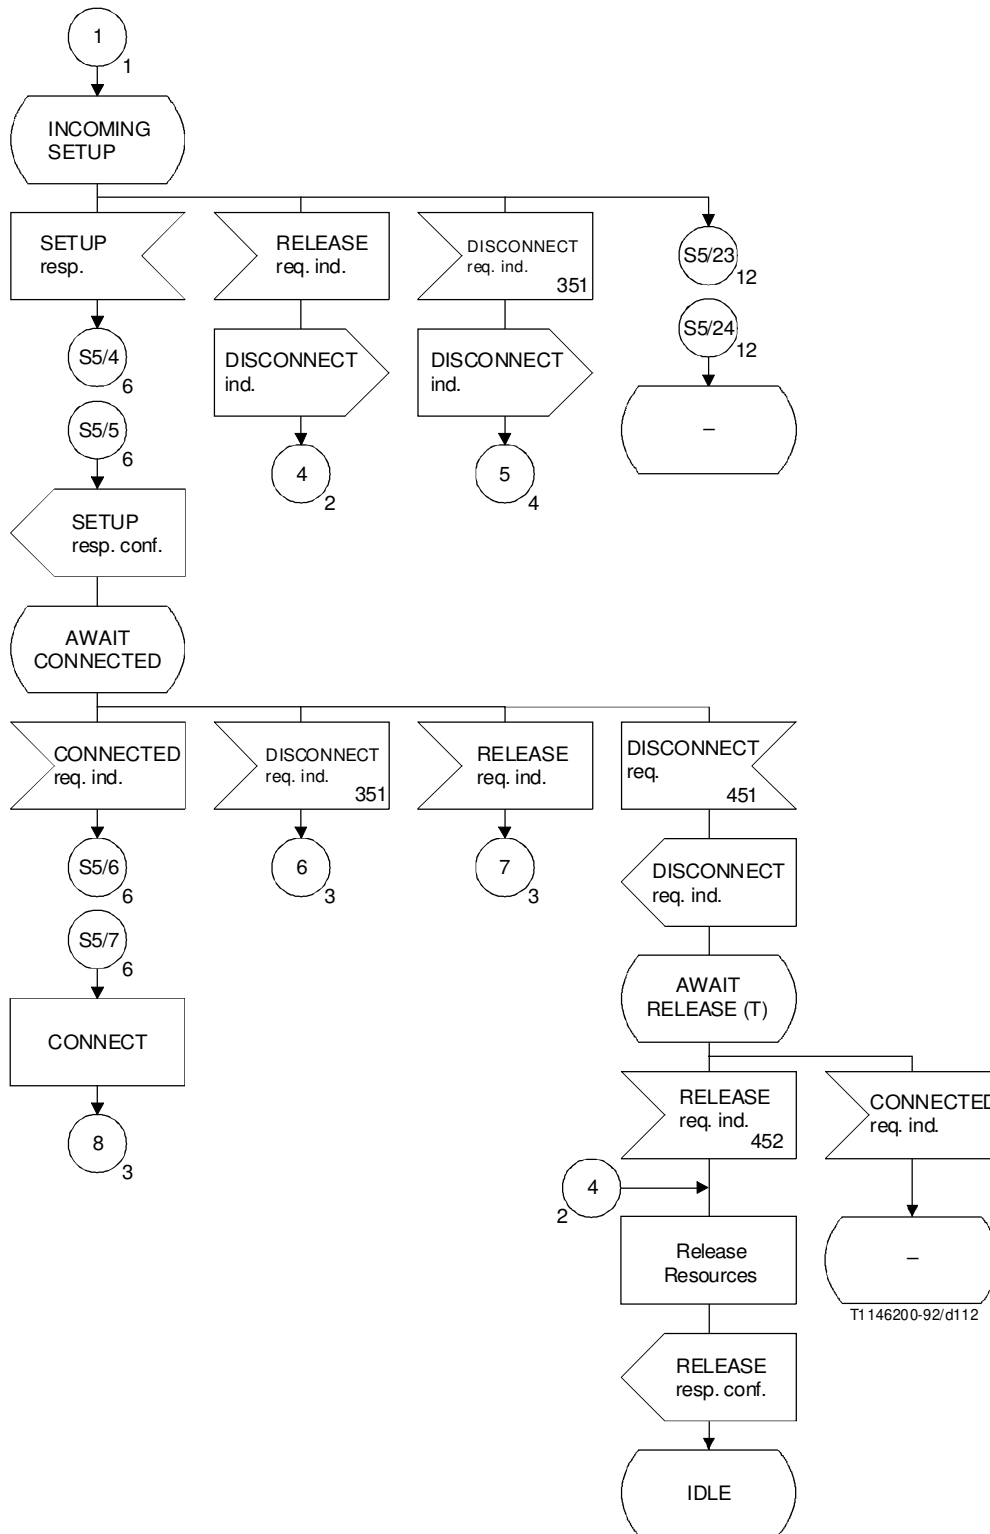 1
1
INCOMING
SETUP
SETUP
resp.
RELEASE
req. ind.
DISCONNECT
req. ind.
351
S5/23
12
S5/4
6
DISCONNECT
ind.
DISCONNECT
ind.
S5/24
12
S5/5
6
4
2
5
4
–
SETUP
resp. conf.
AWAIT
CONNECTED
CONNECTED
req. ind.
DISCONNECT
req. ind.
351
RELEASE
req. ind.
DISCONNECT
req.
451
S5/6
6
6
3
7
3
DISCONNECT
req. ind.
S5/7
6
AWAIT
RELEASE (T)
CONNECT
RELEASE
req. ind.
452
CONNECTED
req. ind.
8
3
4
2
Release
Resources
–
T1146200-92/d112
RELEASE
resp. conf.
IDLE